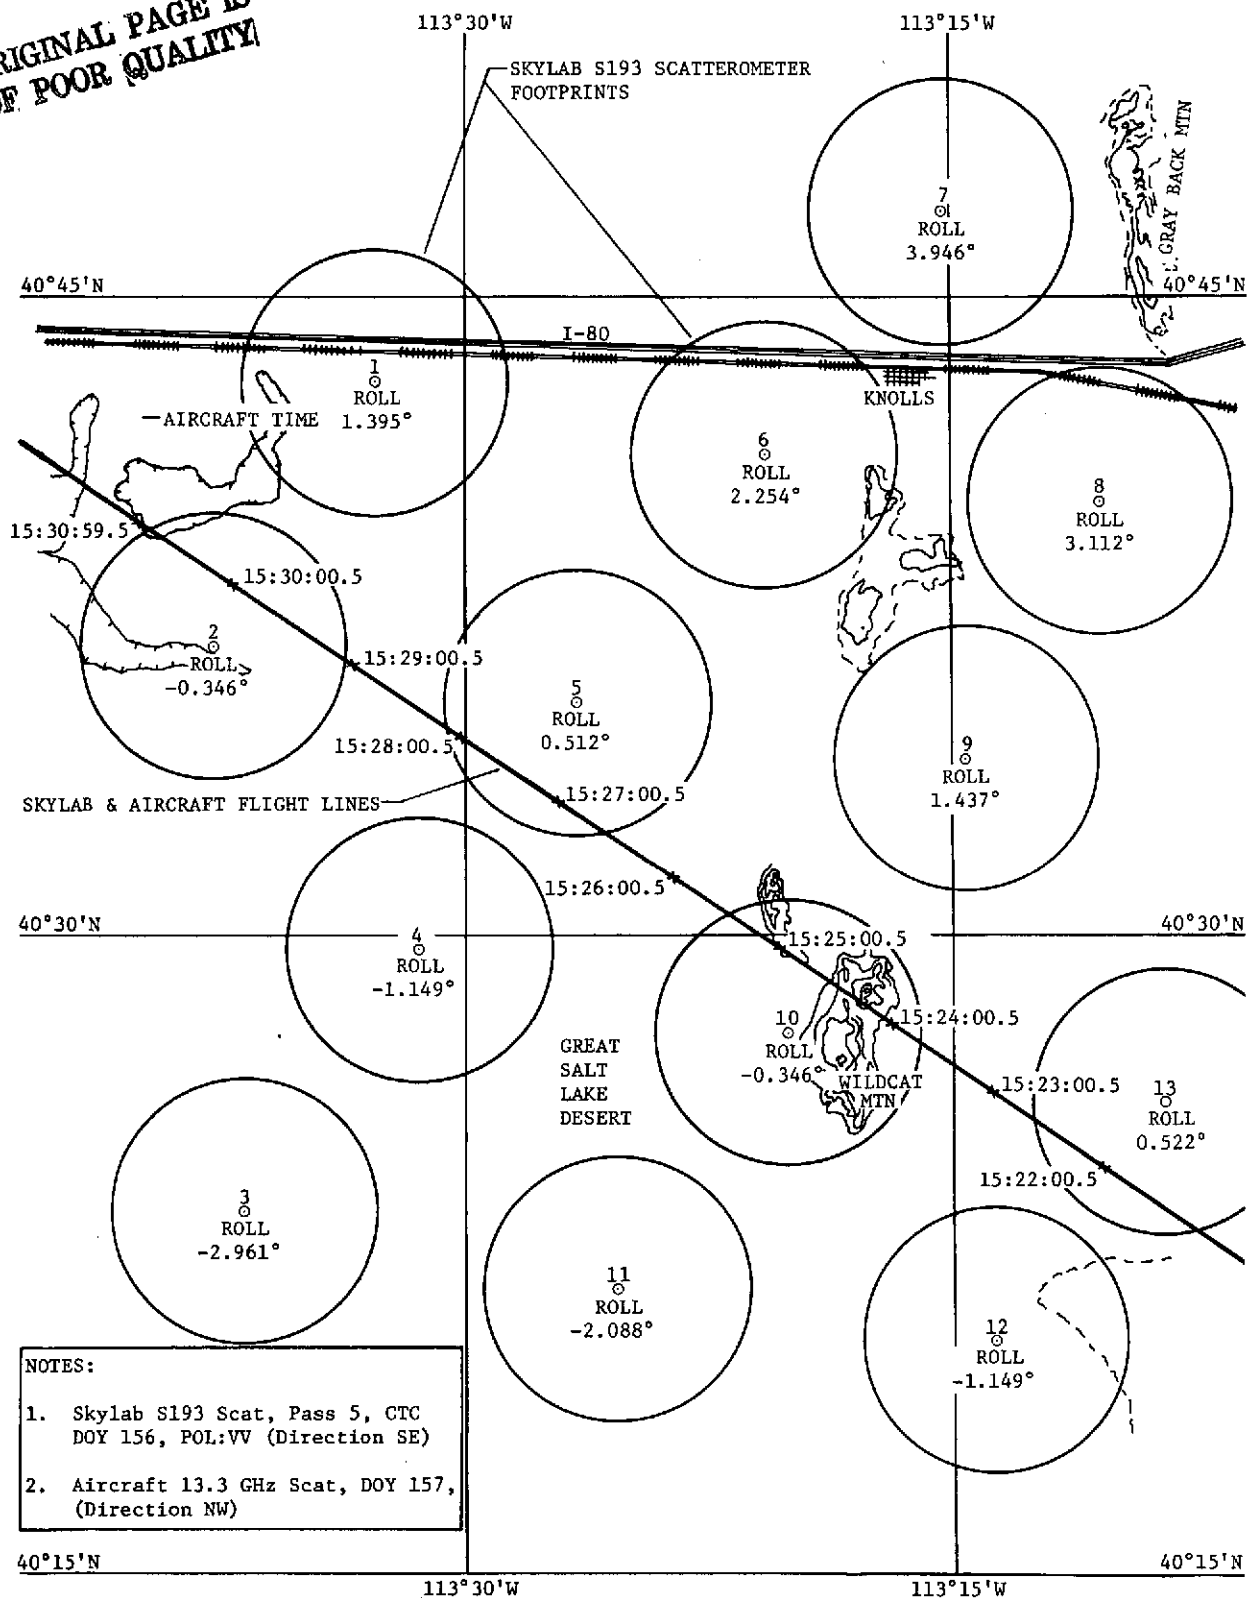 ORIGINAL PAGE IS
OF POOR QUALITY
113°30'W
113°15'W
SKYLAB S193 SCATTEROMETER
FOOTPRINTS
GRAY BACK MTN
7
ROLL
3.946°
40°45'N
40°45'N
I-80
1
ROLL
1.395°
KNOLLS
AIRCRAFT TIME
6
ROLL
2.254°
8
ROLL
3.112°
15:30:59.5
15:30:00.5
2
ROLL
-0.346°
15:29:00.5
5
ROLL
0.512°
15:28:00.5
9
ROLL
1.437°
SKYLAB & AIRCRAFT FLIGHT LINES
15:27:00.5
15:26:00.5
40°30'N
40°30'N
4
ROLL
-1.149°
15:25:00.5
10
ROLL
-0.346°
15:24:00.5
GREAT
SALT
LAKE
DESERT
WILDCAT
MTN
15:23:00.5
13
ROLL
0.522°
15:22:00.5
3
ROLL
-2.961°
11
ROLL
-2.088°
12
ROLL
-1.149°
NOTES:
1. Skylab S193 Scat, Pass 5, CTC
DOY 156, POL:VV (Direction SE)
2. Aircraft 13.3 GHz Scat, DOY 157,
(Direction NW)
40°15'N
40°15'N
113°30'W
113°15'W